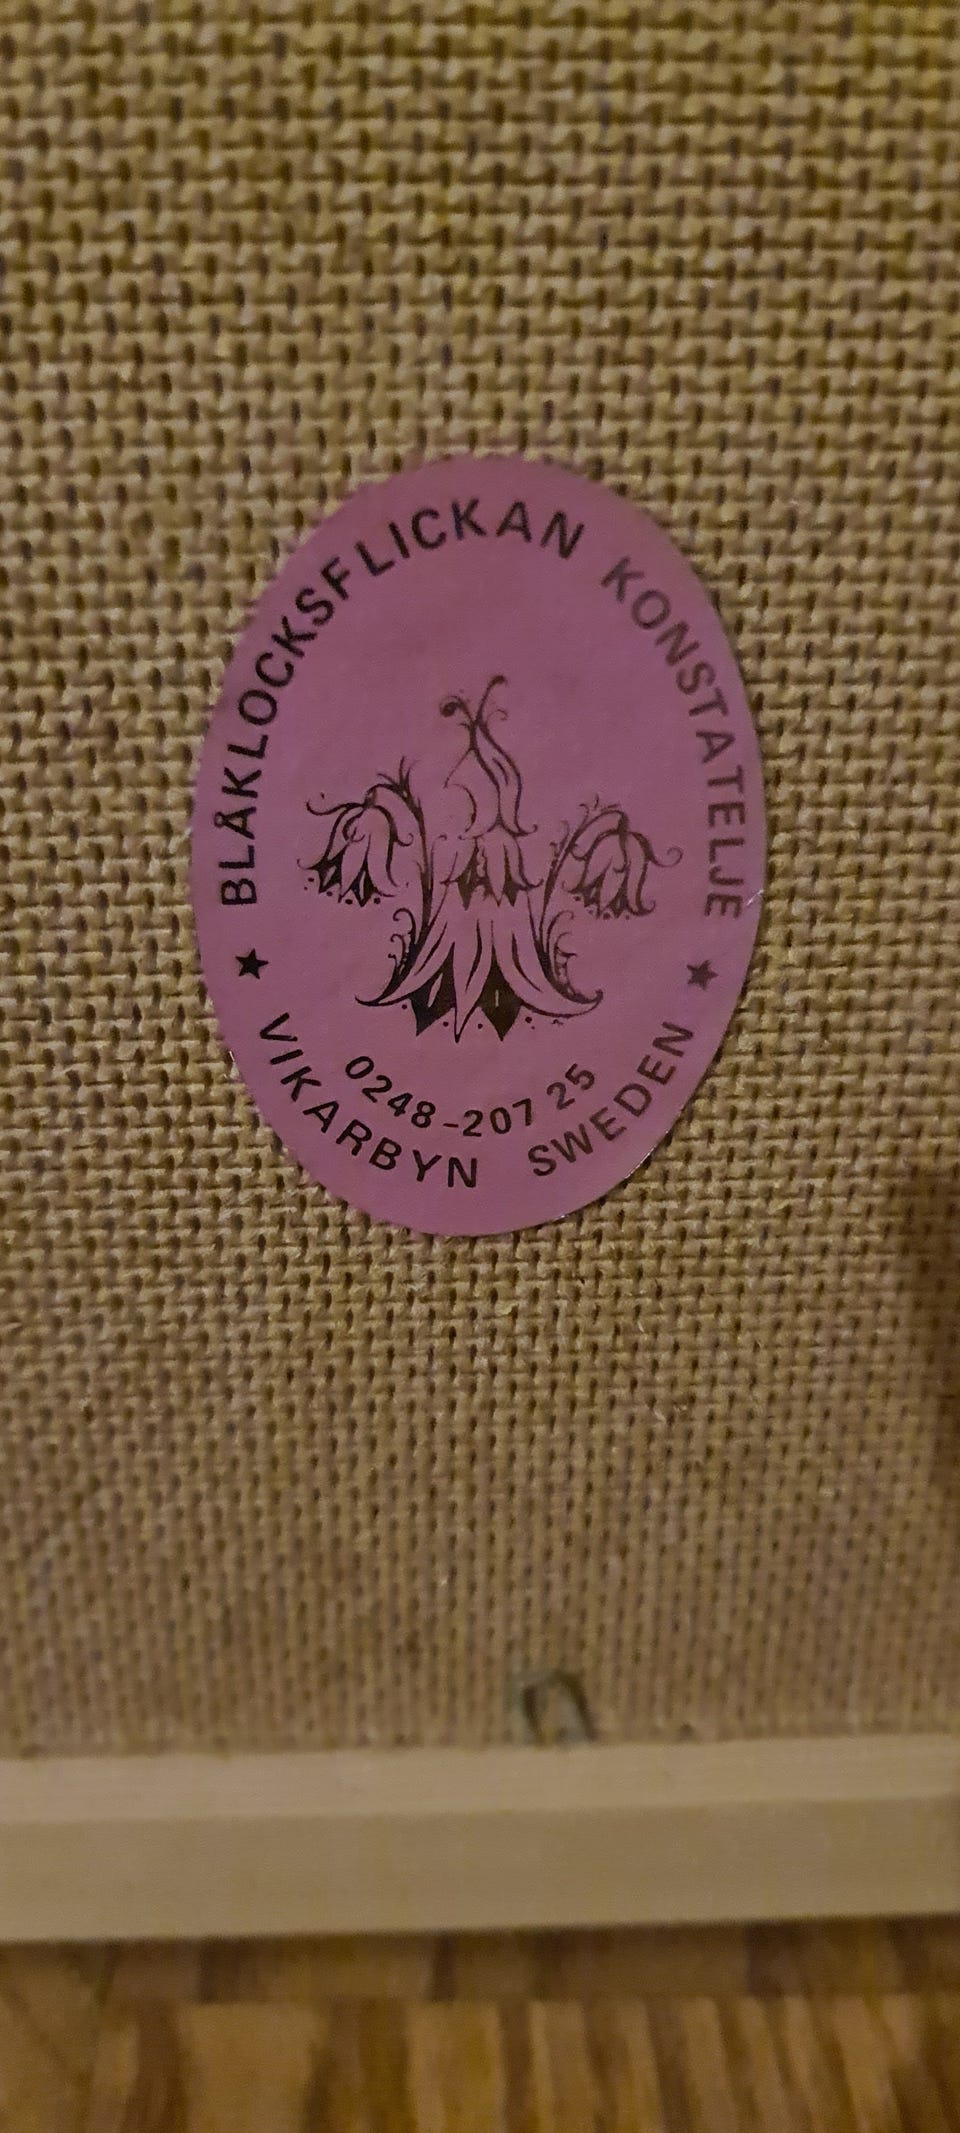 BLÅKLOCKSFLICKAN KONSTATELJE
0248-207 25
★ VIKARBYN SWEDEN ★